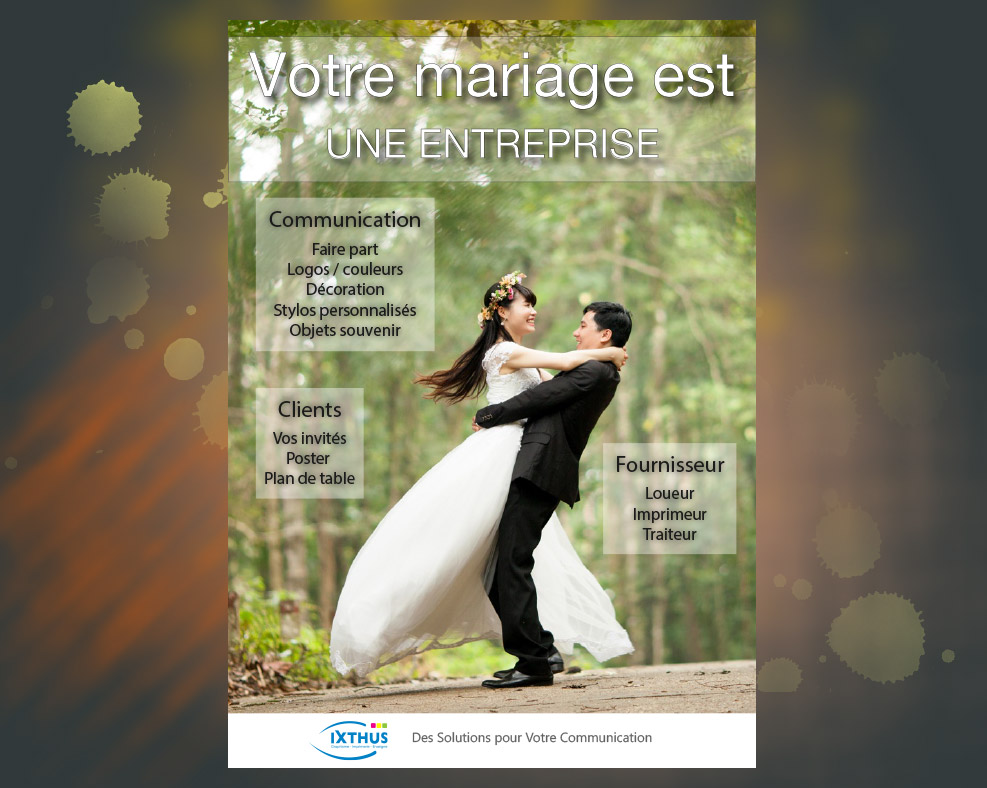 Votre mariage est
UNE ENTREPRISE
Communication
Faire part
Logos / couleurs
Décoration
Stylos personnalisés
Objets souvenir
Clients
Vos invités
Poster
Plan de table
Fournisseur
Loueur
Imprimeur
Traiteur
iXTHUS
Des Solutions pour Votre Communication